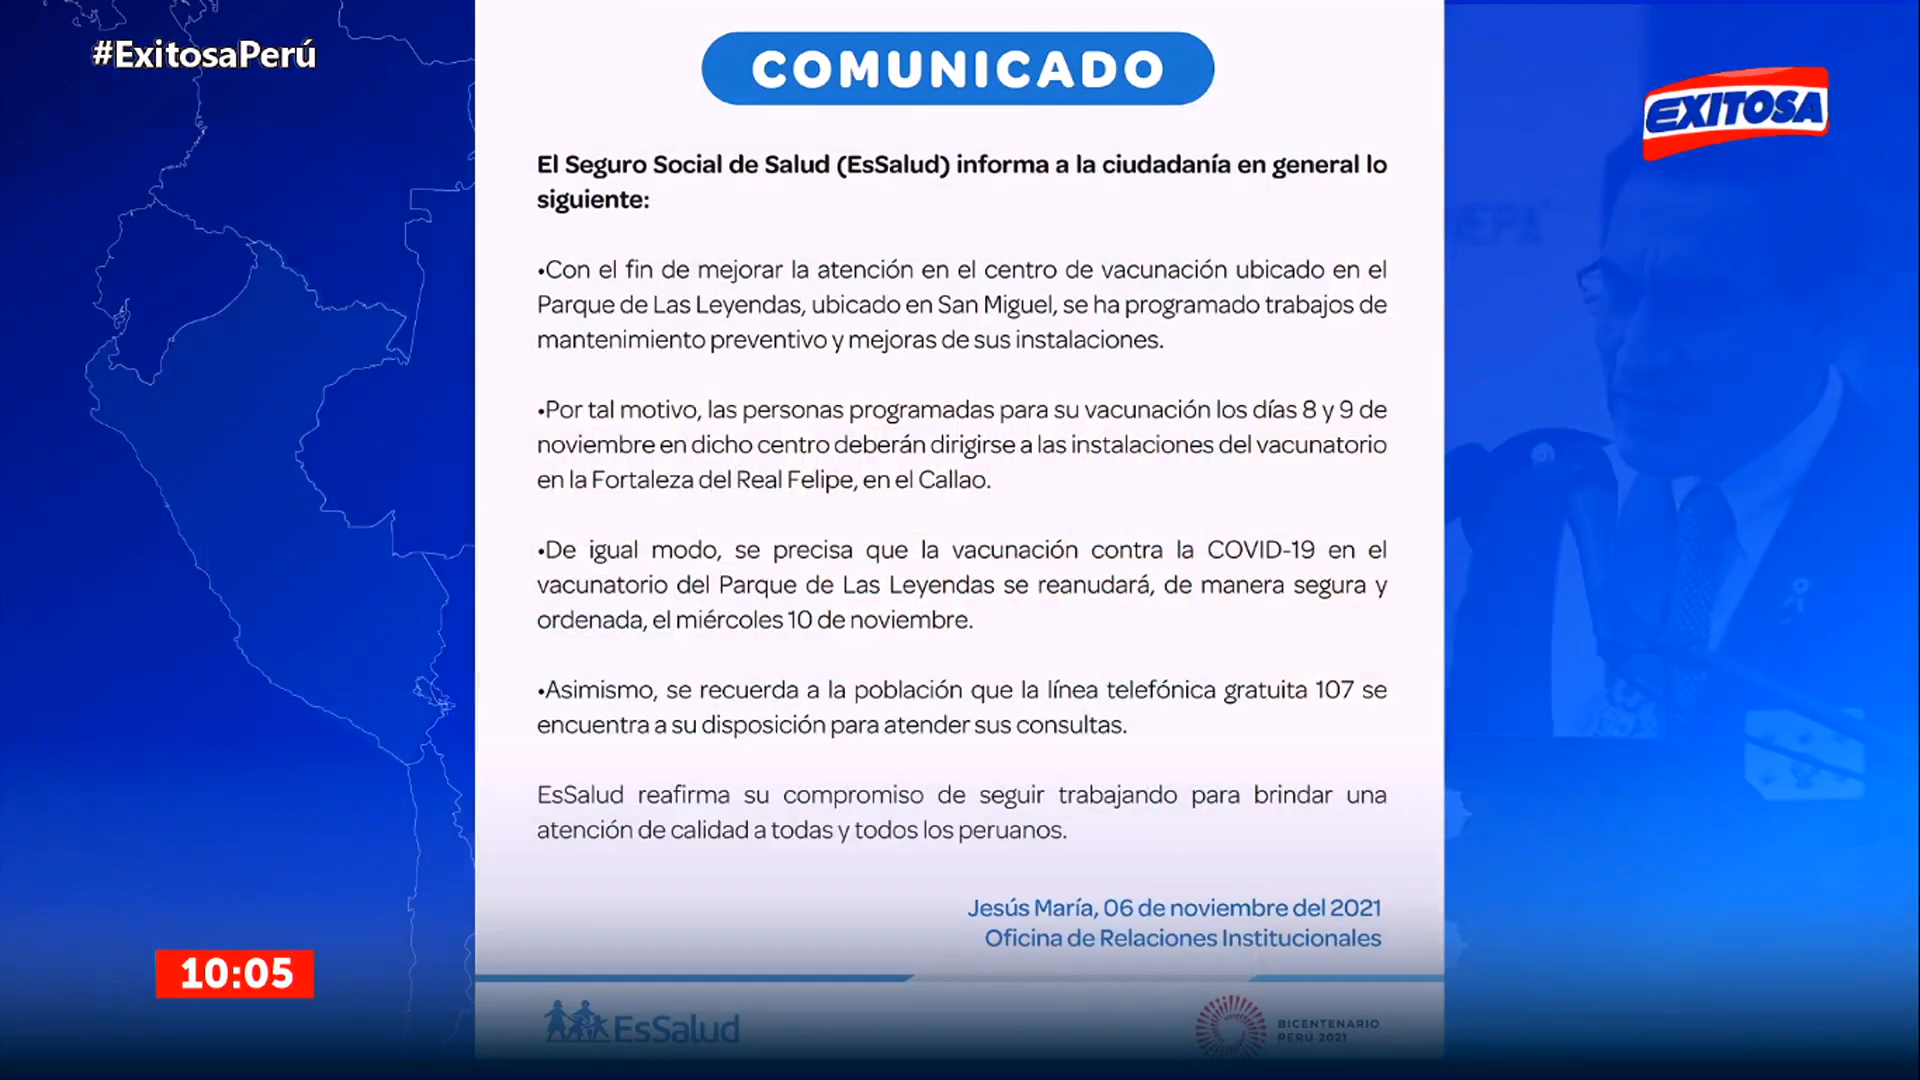 #ExitosaPerú
COMUNICADO
EXITOSA
El Seguro Social de Salud (EsSalud) informa a la ciudadanía en general lo
siguiente:
•Con el fin de mejorar la atención en el centro de vacunación ubicado en el
Parque de Las Leyendas, ubicado en San Miguel, se ha programado trabajos de
mantenimiento preventivo y mejoras de sus instalaciones.
•Por tal motivo, las personas programadas para su vacunación los días 8 y 9 de
noviembre en dicho centro deberán dirigirse a las instalaciones del vacunatorio
en la Fortaleza del Real Felipe, en el Callao.
•De igual modo, se precisa que la vacunación contra la COVID-19 en el
vacunatorio del Parque de Las Leyendas se reanudará, de manera segura y
ordenada, el miércoles 10 de noviembre.
•Asimismo, se recuerda a la población que la línea telefónica gratuita 107 se
encuentra a su disposición para atender sus consultas.
EsSalud reafirma su compromiso de seguir trabajando para brindar una
atención de calidad a todas y todos los peruanos.
Jesús María, 06 de noviembre del 2021
Oficina de Relaciones Institucionales
10:05
EsSalud
BICENTENARIO
PERÚ 2021